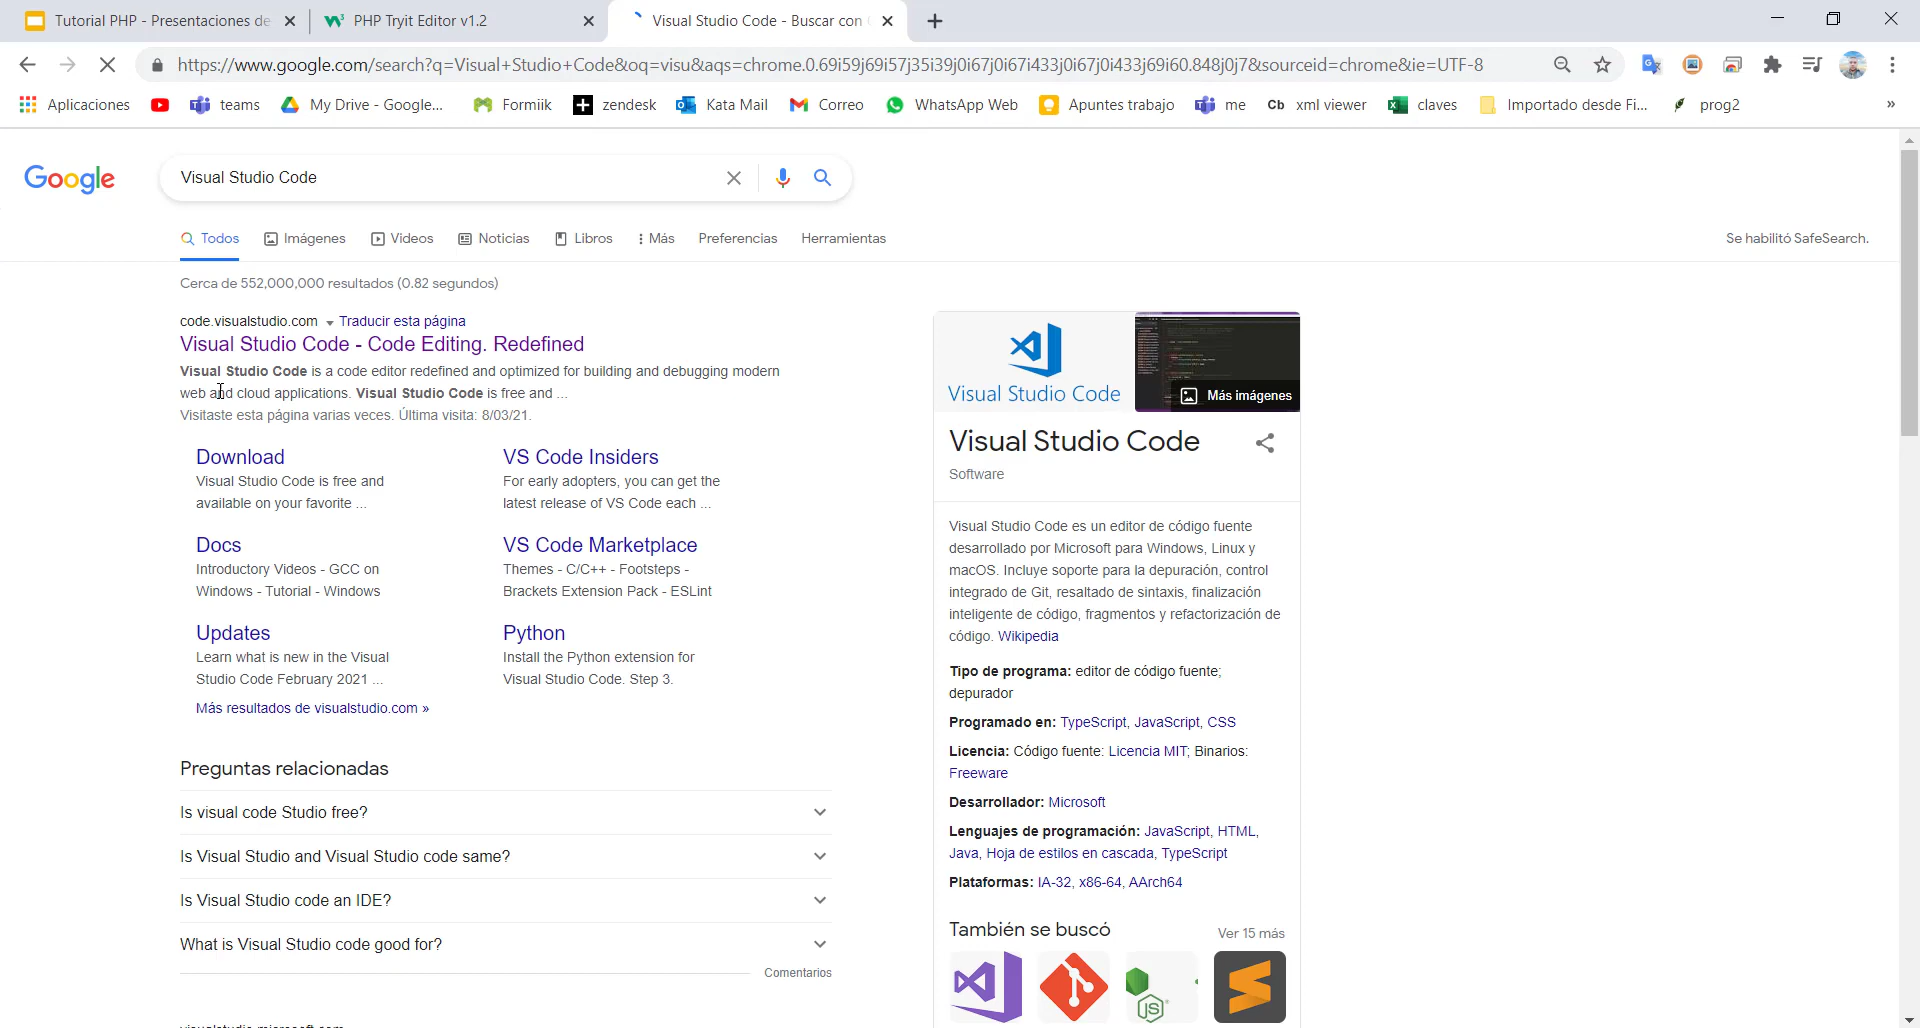 Tutorial PHP - Presentaciones de
PHP Tryit Editor v1.2
Visual Studio Code - Buscar con
https://www.google.com/search?q=Visual+Studio+Code&oq=visu&aqs=chrome.0.69i59j69i57j35i39j0i67j0i67i433j0i67j0i433j69i60.848j0j7&sourceid=chrome&ie=UTF-8
Aplicaciones
teams
My Drive - Google...
Formiik
zendesk
Kata Mail
Correo
WhatsApp Web
Apuntes trabajo
me
Cb xml viewer
claves
Importado desde Fi...
prog2
»
Google
Visual Studio Code
Todos
Imágenes
Videos
Noticias
Libros
Más
Preferencias
Herramientas
Se habilitó SafeSearch.
Cerca de 552,000,000 resultados (0.82 segundos)
code.visualstudio.com Traducir esta página
Visual Studio Code - Code Editing. Redefined
Visual Studio Code is a code editor redefined and optimized for building and debugging modern
web and cloud applications. Visual Studio Code is free and ...
Visitaste esta página varias veces. Última visita: 8/03/21.
Download
Visual Studio Code is free and
available on your favorite ...
VS Code Insiders
For early adopters, you can get the
latest release of VS Code each ...
Docs
Introductory Videos - GCC on
Windows - Tutorial - Windows
VS Code Marketplace
Themes - C/C++ - Footsteps -
Brackets Extension Pack - ESLint
Updates
Learn what is new in the Visual
Studio Code February 2021 ...
Python
Install the Python extension for
Visual Studio Code. Step 3.
Más resultados de visualstudio.com »
Preguntas relacionadas
Is visual code Studio free?
Is Visual Studio and Visual Studio code same?
Is Visual Studio code an IDE?
What is Visual Studio code good for?
Comentarios
Visual Studio Code
Más imágenes
Visual Studio Code
Software
Visual Studio Code es un editor de código fuente
desarrollado por Microsoft para Windows, Linux y
macOS. Incluye soporte para la depuración, control
integrado de Git, resaltado de sintaxis, finalización
inteligente de código, fragmentos y refactorización de
código. Wikipedia
Tipo de programa: editor de código fuente;
depurador
Programado en: TypeScript, JavaScript, CSS
Licencia: Código fuente: Licencia MIT; Binarios:
Freeware
Desarrollador: Microsoft
Lenguajes de programación: JavaScript, HTML,
Java, Hoja de estilos en cascada, TypeScript
Plataformas: IA-32, x86-64, AArch64
También se buscó
Ver 15 más
JS